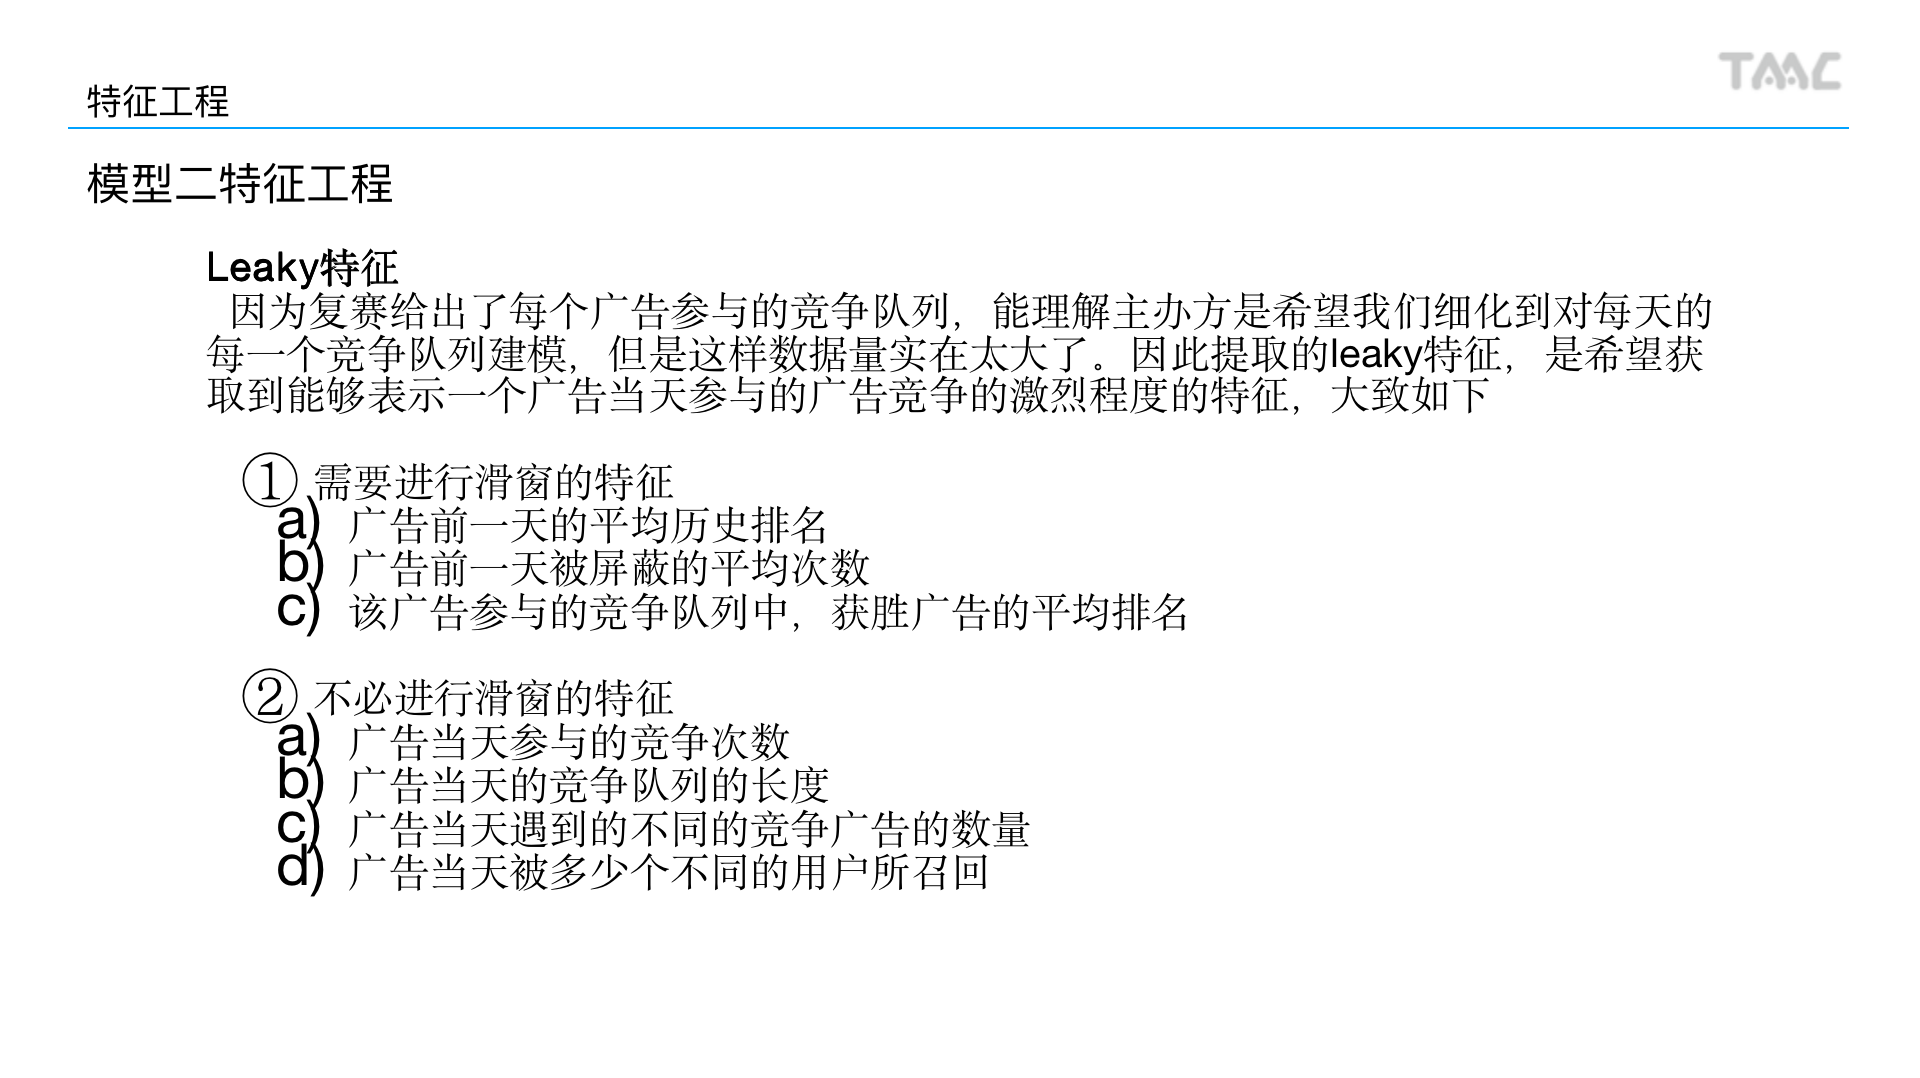 TAAC
特征工程
模型二特征工程
Leaky特征
因为复赛给出了每个广告参与的竞争队列，能理解主办方是希望我们细化到对每天的
每一个竞争队列建模，但是这样数据量实在太大了。因此提取的leaky特征，是希望获
取到能够表示一个广告当天参与的广告竞争的激烈程度的特征，大致如下
① 需要进行滑窗的特征
a) 广告前一天的平均历史排名
b) 广告前一天被屏蔽的平均次数
c) 该广告参与的竞争队列中，获胜广告的平均排名
② 不必进行滑窗的特征
a) 广告当天参与的竞争次数
b) 广告当天的竞争队列的长度
c) 广告当天遇到的不同的竞争广告的数量
d) 广告当天被多少个不同的用户所召回